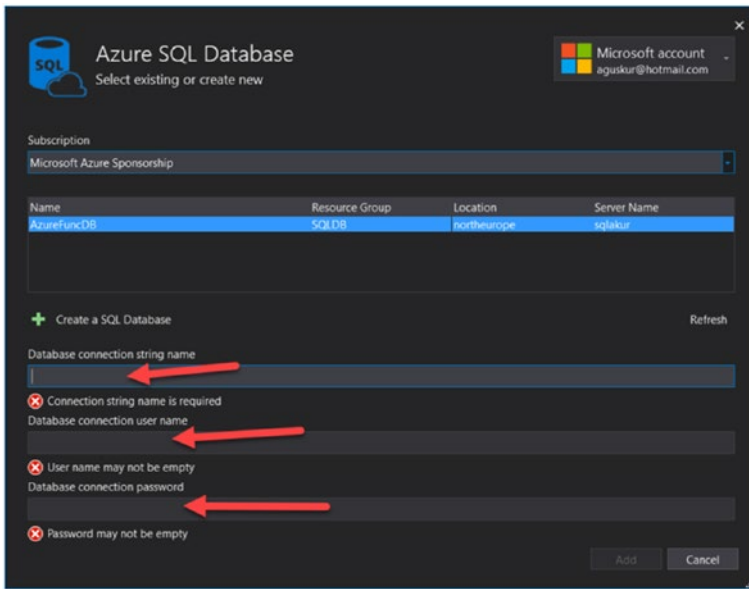 SQL
Azure SQL Database
Select existing or create new
Microsoft account
aguskur@hotmail.com
Subscription
Microsoft Azure Sponsorship
Name Resource Group Location Server Name
AzureFuncDB SQLDB northeurope sqlakur
Create a SQL Database Refresh
Database connection string name
Connection string name is required
Database connection user name
User name may not be empty
Database connection password
Password may not be empty
Add Cancel